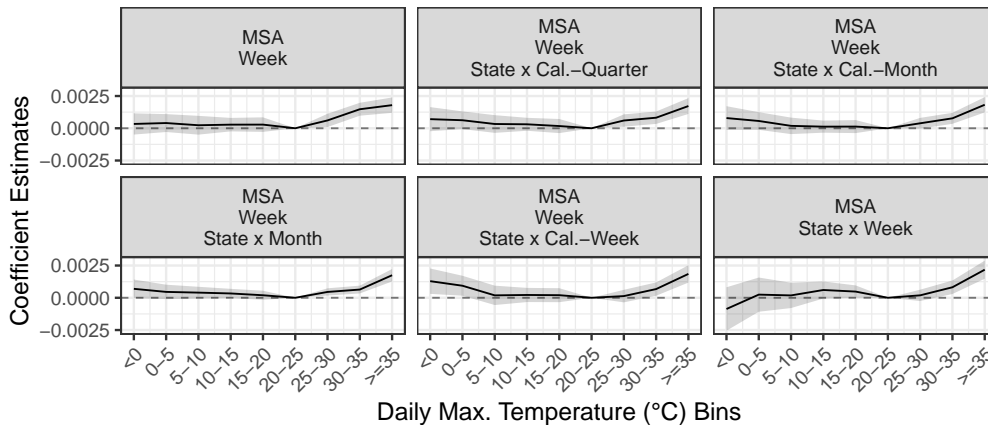 MSA
Week
MSA
Week
State x Cal.−Quarter
MSA
Week
State x Cal.−Month
0.0025
0.0000
−0.0025
MSA
Week
State x Month
MSA
Week
State x Cal.−Week
MSA
State x Week
0.0025
0.0000
−0.0025
<0
0−5
5−10
10−15
15−20
20−25
25−30
30−35
>=35
<0
0−5
5−10
10−15
15−20
20−25
25−30
30−35
>=35
<0
0−5
5−10
10−15
15−20
20−25
25−30
30−35
>=35
Coefficient Estimates
Daily Max. Temperature (°C) Bins